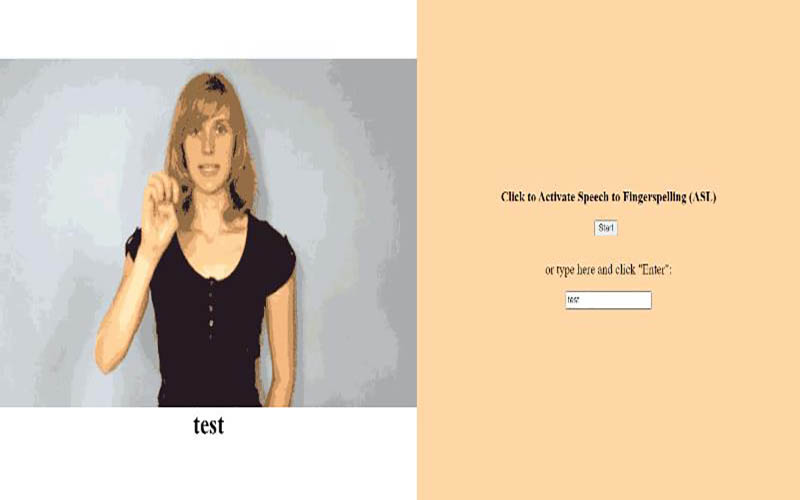 test
Click to Activate Speech to Fingerspelling (ASL)
Start
or type here and click "Enter":
test